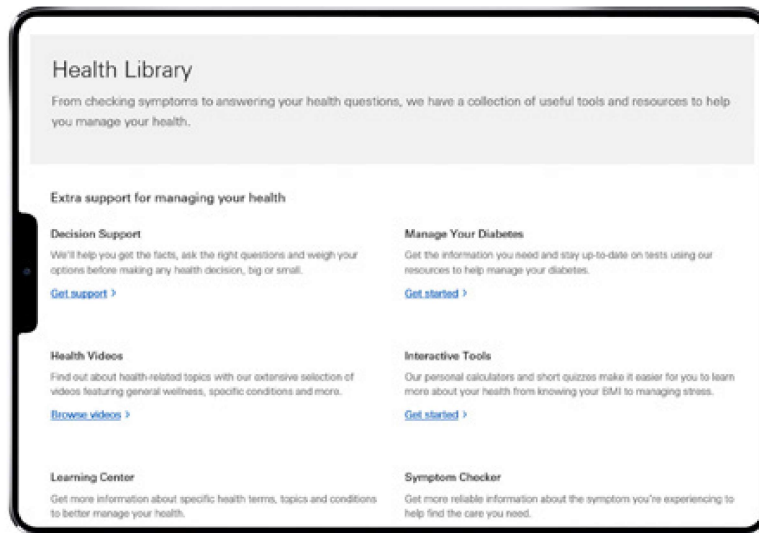 Health Library
From checking symptoms to answering your health questions, we have a collection of useful tools and resources to help
you manage your health.
Extra support for managing your health
Decision Support
We'll help you get the facts, ask the right questions and weigh your
options before making any health decision, big or small.
Get support >
Manage Your Diabetes
Get the information you need and stay up-to-date on tests using our
resources to help manage your diabetes.
Get started >
Health Videos
Find out about health-related topics with our extensive selection of
videos featuring general wellness, specific conditions and more.
Browse videos >
Interactive Tools
Our personal calculators and short quizzes make it easier for you to learn
more about your health from knowing your BMI to managing stress.
Get started >
Learning Center
Get more information about specific health terms, topics and conditions
to better manage your health.
Symptom Checker
Get more reliable information about the symptom you're experiencing to
help find the care you need.